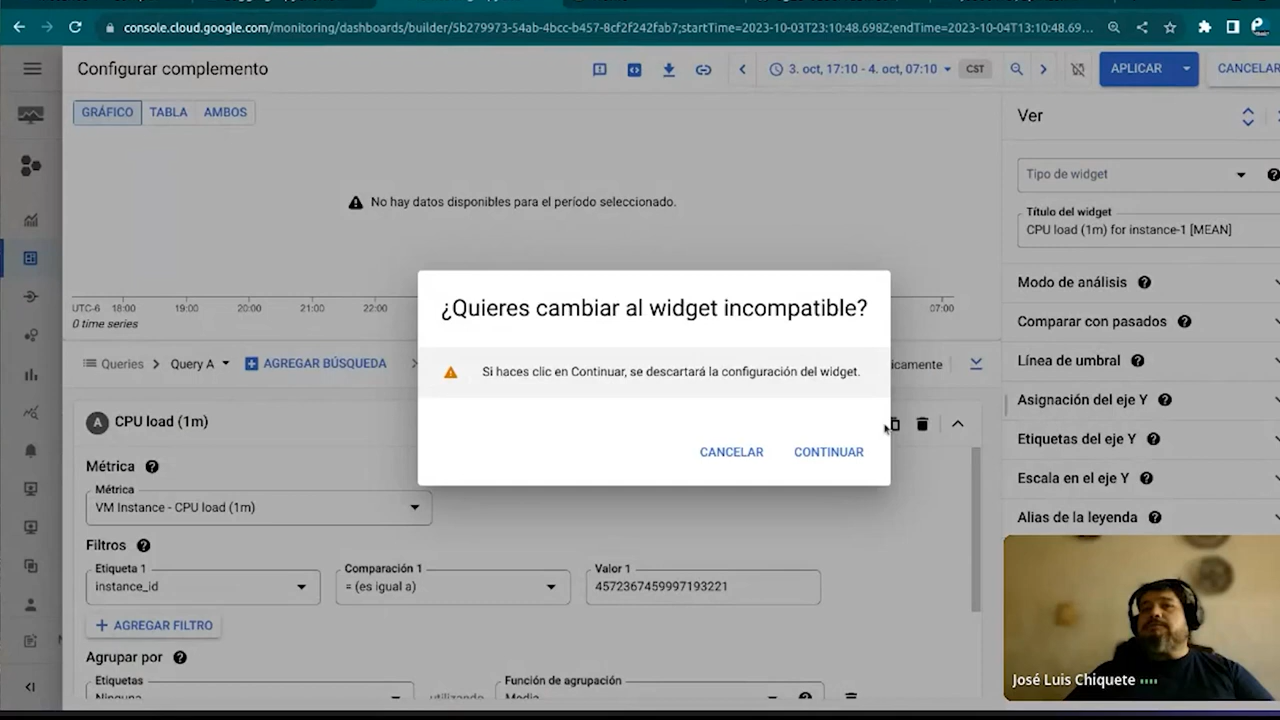 console.cloud.google.com/monitoring/dashboards/builder/5b279973-54ab-4bcc-b457-8cf2f242fab7;startTime=2023-10-03T23:10:48.698Z;endTime=2023-10-04T13:10:48.69...
Configurar complemento
3. oct, 17:10 - 4. oct, 07:10
CST
APLICAR
CANCELAR
GRÁFICO
TABLA
AMBOS
Ver
No hay datos disponibles para el período seleccionado.
Tipo de widget
Título del widget
CPU load (1m) for instance-1 [MEAN]
¿Quieres cambiar al widget incompatible?
Si haces clic en Continuar, se descartará la configuración del widget.
CANCELAR
CONTINUAR
UTC-6
18:00
19:00
20:00
21:00
22:00
07:00
0 time series
Queries
Query A
AGREGAR BÚSQUEDA
icamente
A
CPU load (1m)
Métrica
Métrica
VM Instance - CPU load (1m)
Filtros
Etiqueta 1
instance_id
Comparación 1
= (es igual a)
Valor 1
4572367459997193221
AGREGAR FILTRO
Agrupar por
Etiquetas
Ninguna
utilizando
Función de agrupación
Media
Modo de análisis
Comparar con pasados
Línea de umbral
Asignación del eje Y
Etiquetas del eje Y
Escala en el eje Y
Alias de la leyenda
José Luis Chiquete